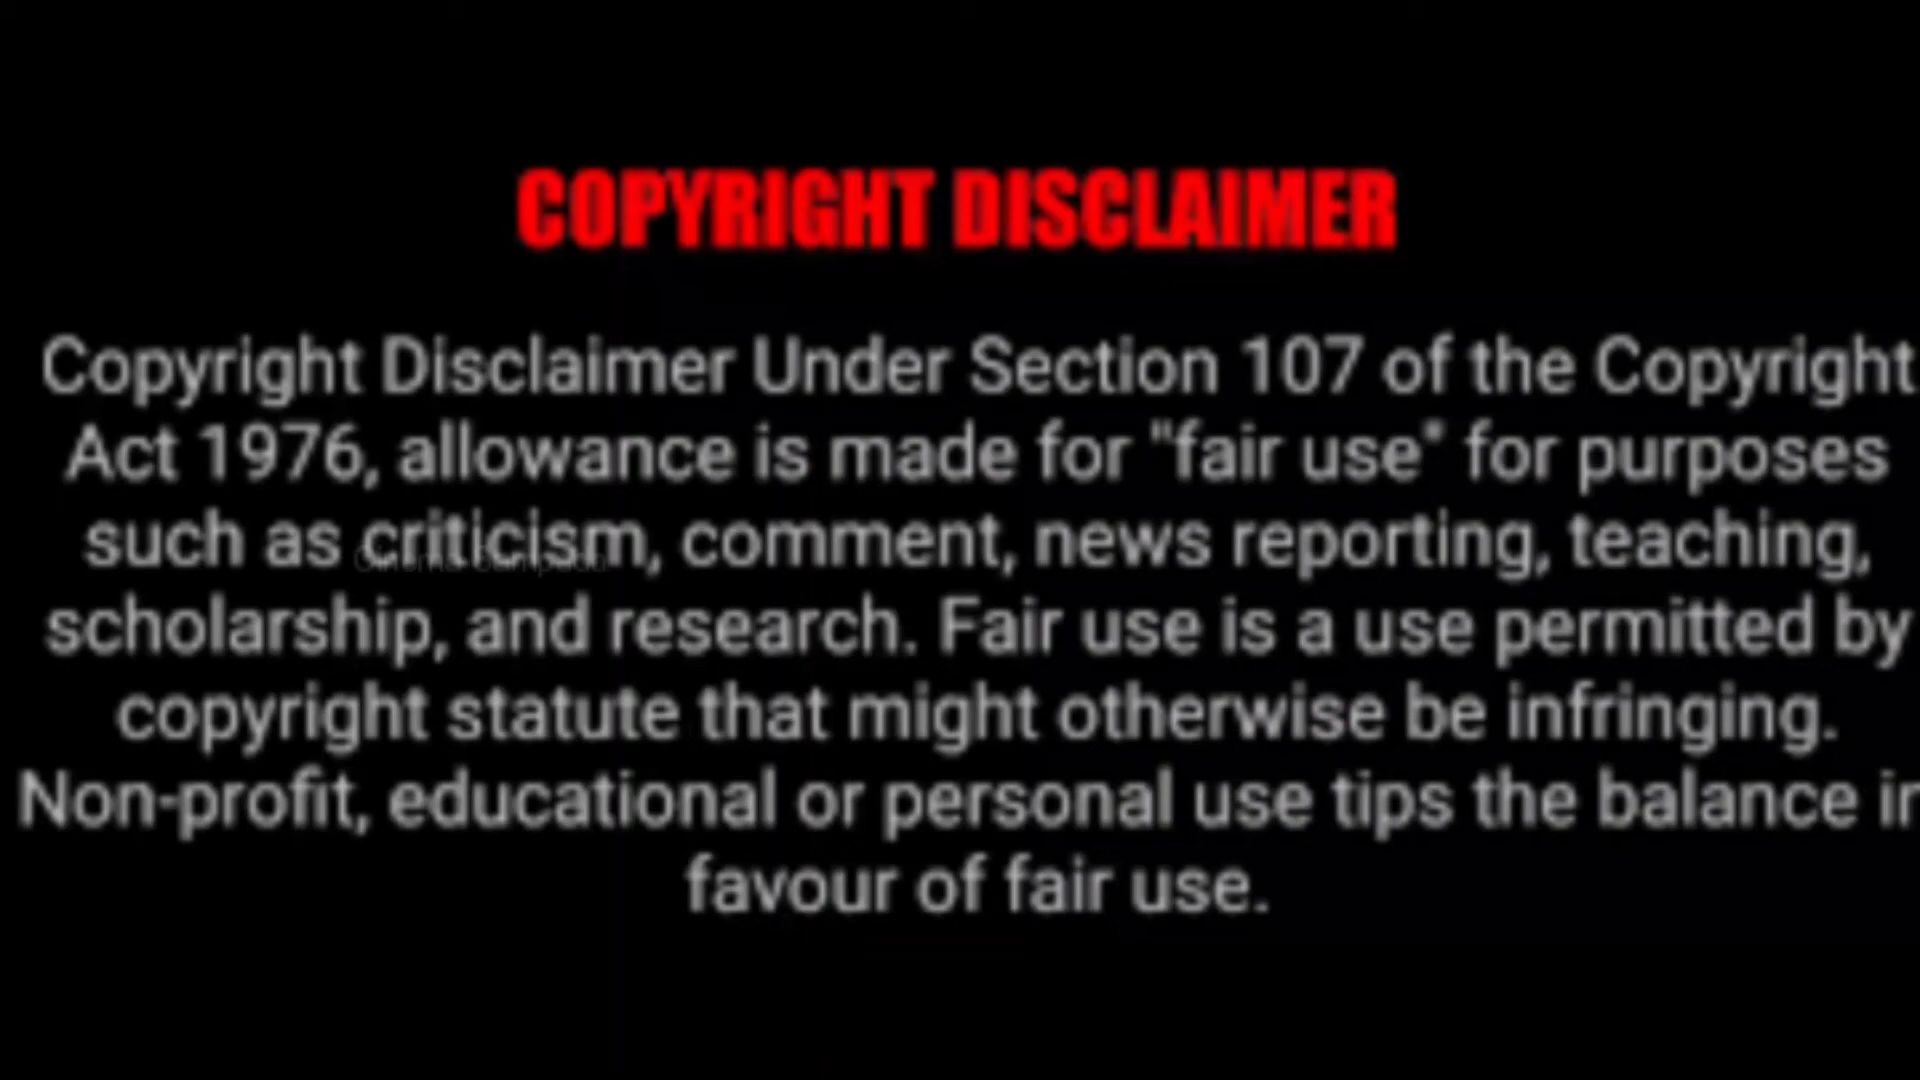 COPYRIGHT DISCLAIMER
Copyright Disclaimer Under Section 107 of the Copyright
Act 1976, allowance is made for "fair use" for purposes
such as criticism, comment, news reporting, teaching,
scholarship, and research. Fair use is a use permitted by
copyright statute that might otherwise be infringing.
Non-profit, educational or personal use tips the balance in
favour of fair use.